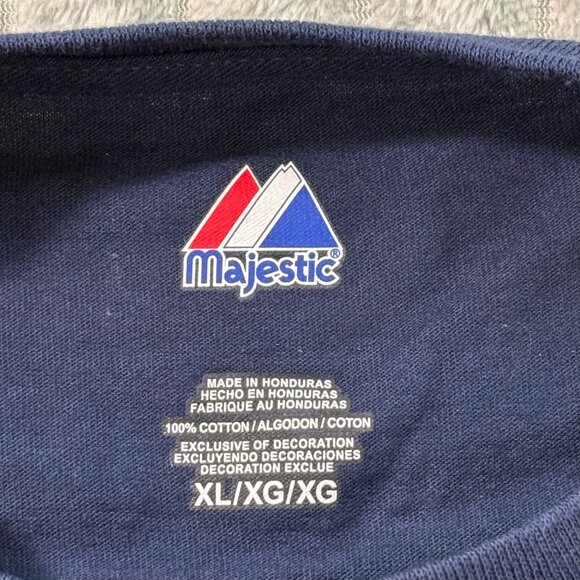 Majestic®
MADE IN HONDURAS
HECHO EN HONDURAS
FABRIQUE AU HONDURAS
100% COTTON / ALGODON / COTON
EXCLUSIVE OF DECORATION
EXCLUYENDO DECORACIONES
DECORATION EXCLUE
XL/XG/XG